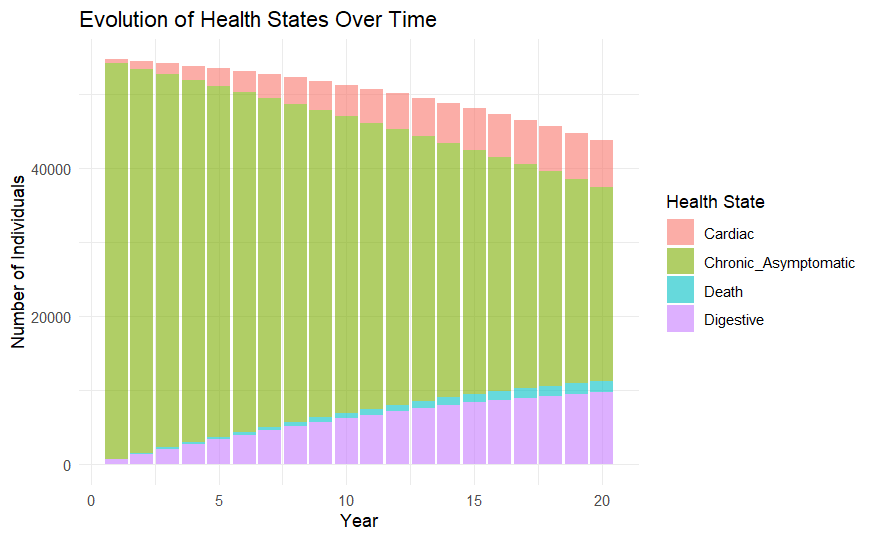 Evolution of Health States Over Time
Number of Individuals
40000
20000
0
0 5 10 15 20
Year
Health State
Cardiac
Chronic_Asymptomatic
Death
Digestive